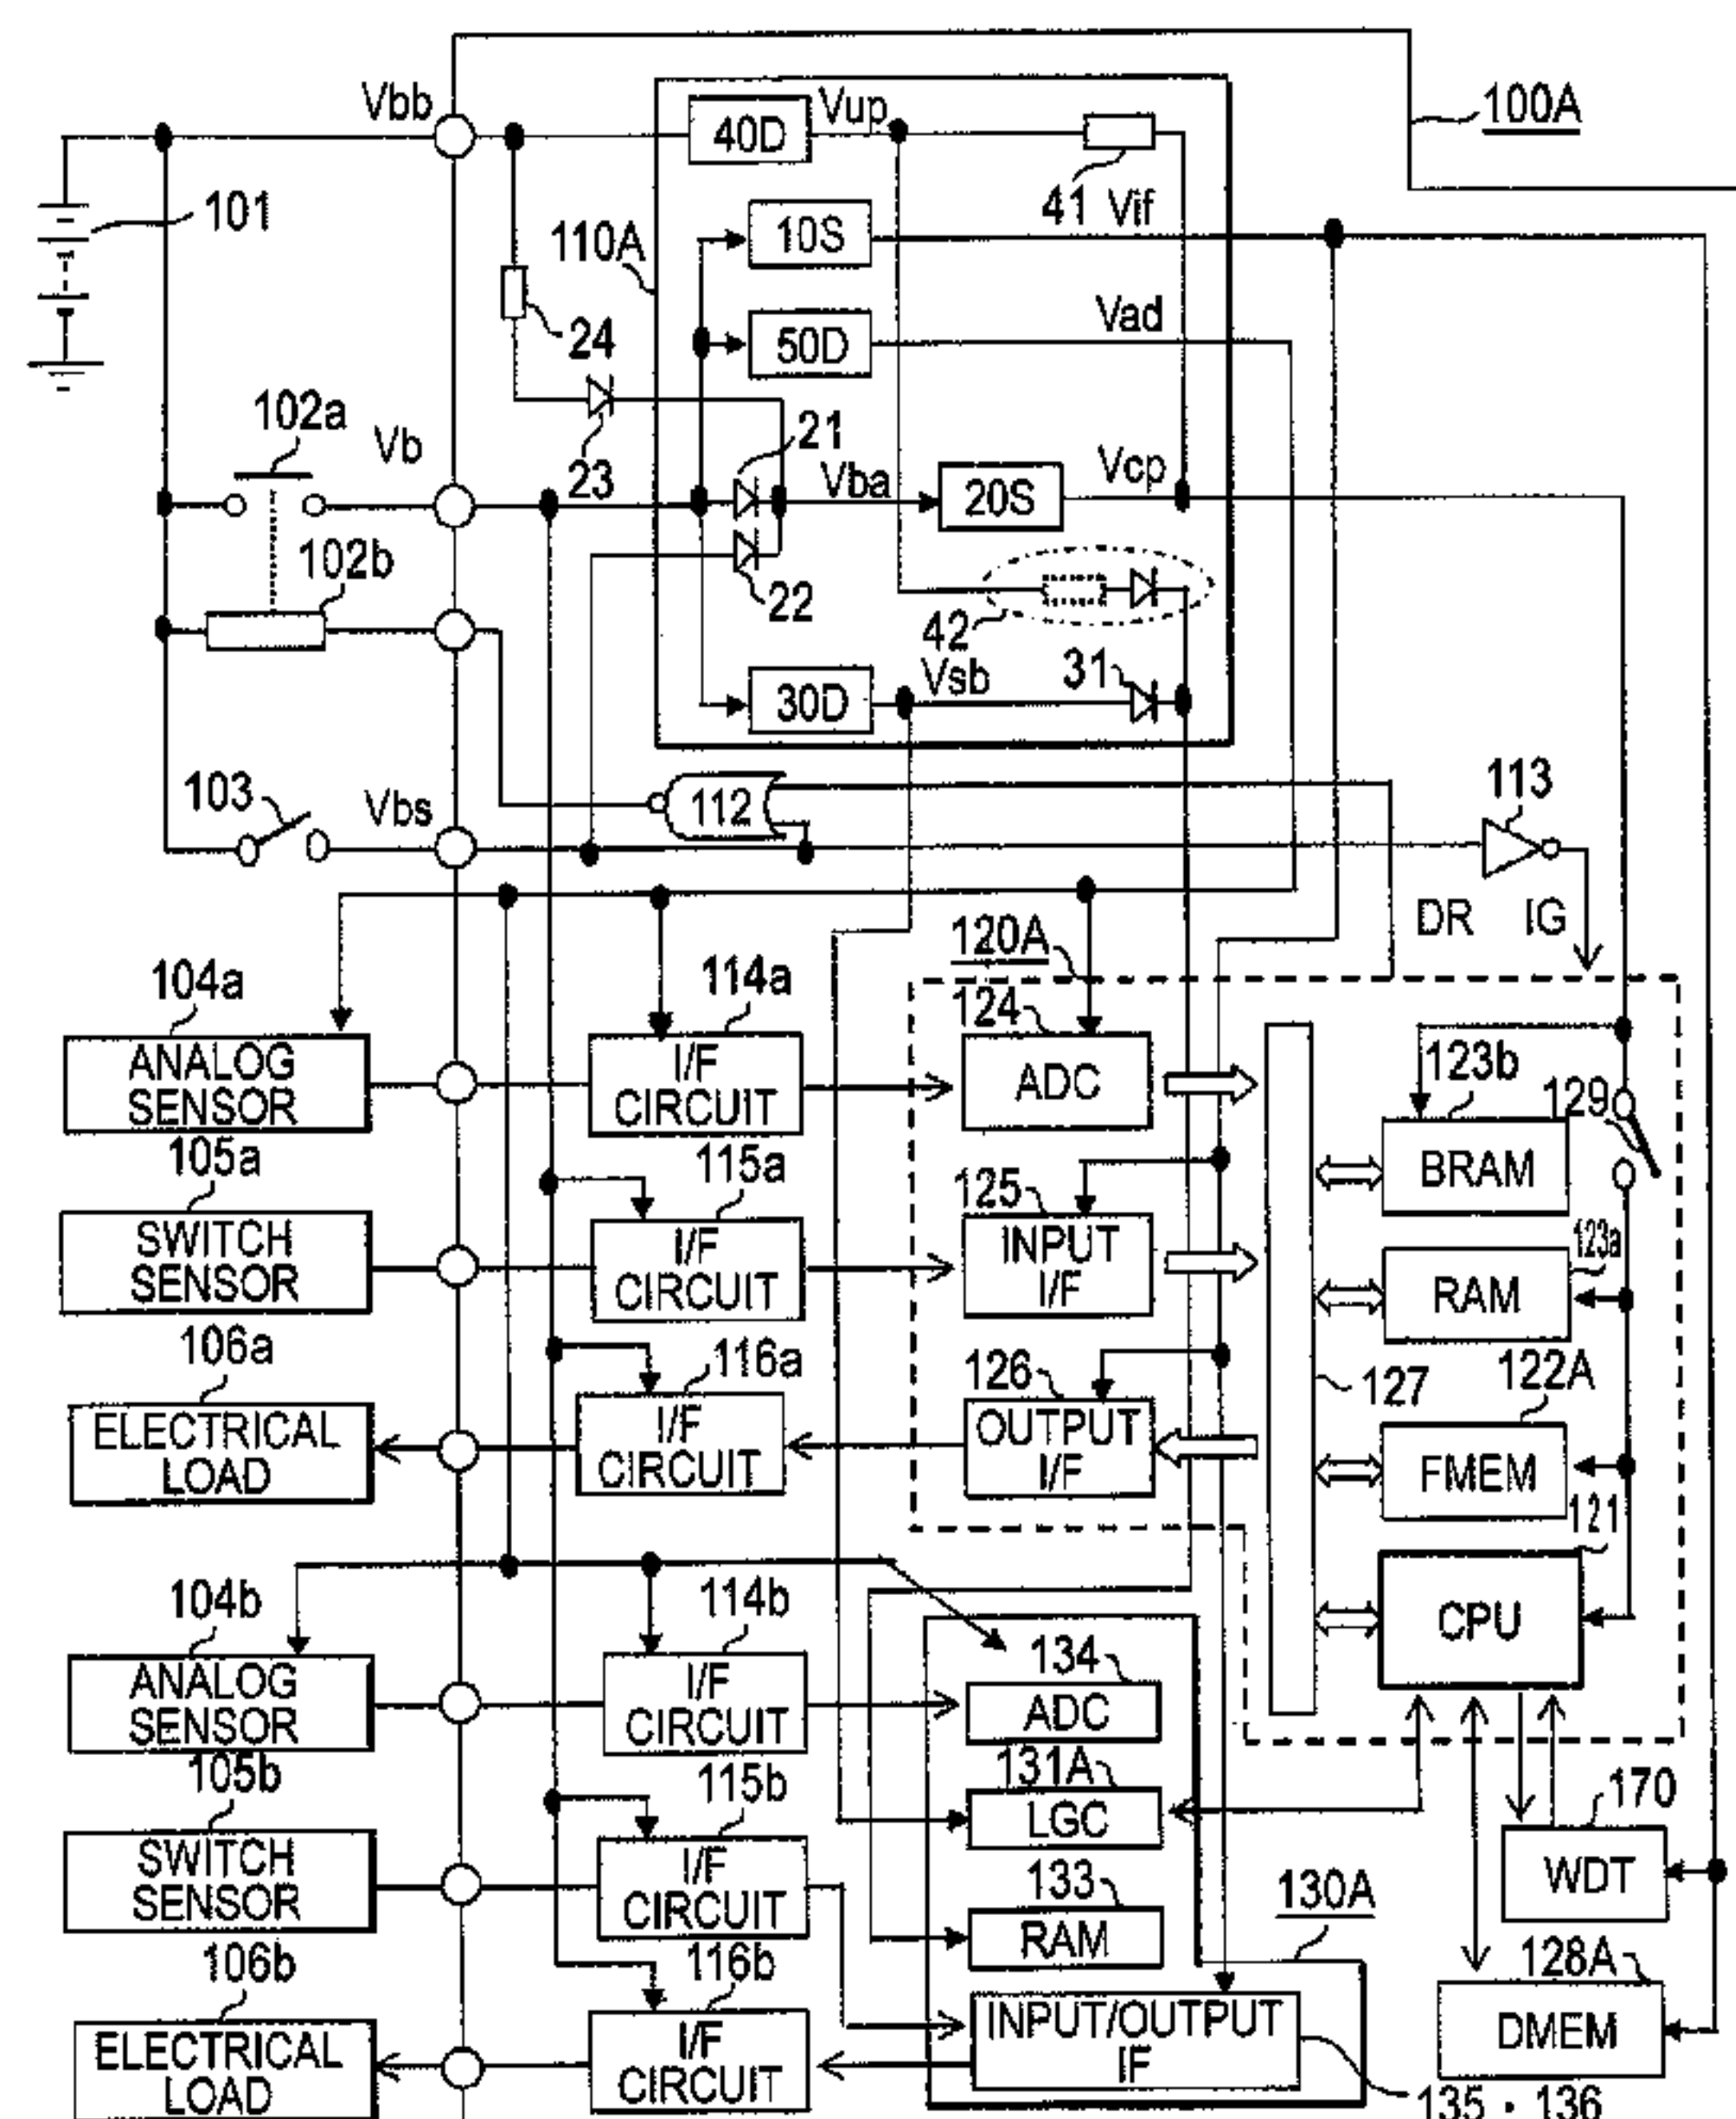 Vbb
40D
Vup
100A
101
41
Vif
110A
10S
24
50D
Vad
102a
Vb
23
21
Vba
20S
Vcp
102b
22
42
30D
Vsb
31
103
Vbs
112
113
DR
IG
120A
104a
114a
124
ANALOG
SENSOR
I/F
CIRCUIT
ADC
123b
129
BRAM
105a
115a
125
SWITCH
SENSOR
I/F
CIRCUIT
INPUT
I/F
123a
RAM
106a
116a
126
127
122A
ELECTRICAL
LOAD
I/F
CIRCUIT
OUTPUT
I/F
FMEM
121
CPU
104b
114b
134
ANALOG
SENSOR
I/F
CIRCUIT
ADC
105b
115b
131A
170
SWITCH
SENSOR
I/F
CIRCUIT
LGC
WDT
133
130A
RAM
106b
116b
128A
ELECTRICAL
LOAD
I/F
CIRCUIT
INPUT/OUTPUT
IF
DMEM
135・136